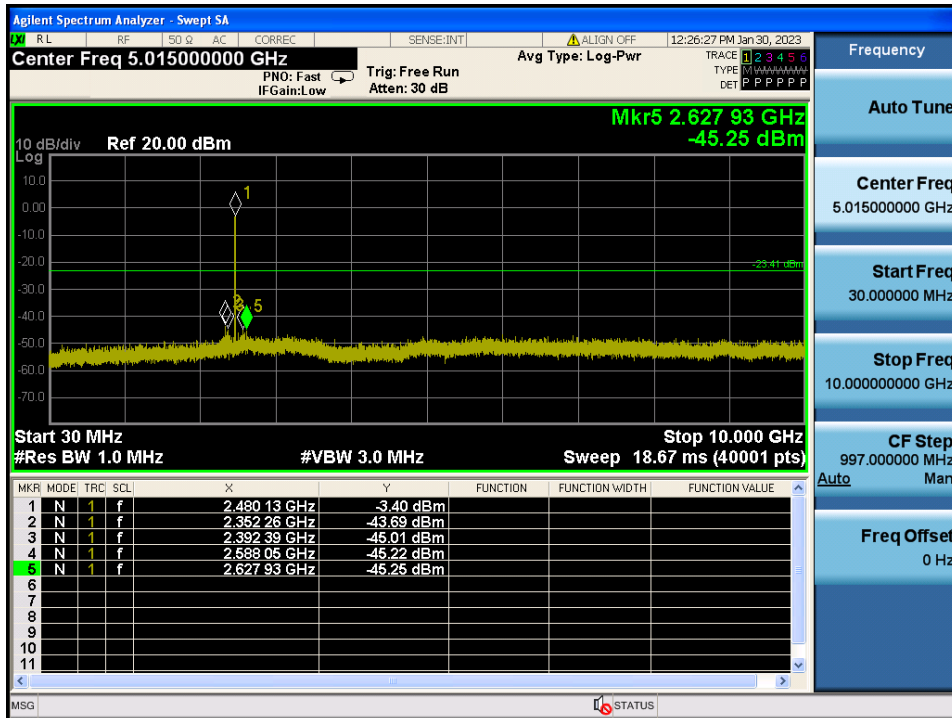 Agilent Spectrum Analyzer - Swept SA
LXI RL RF 50 Ω AC CORREC SENSE:INT ALIGN OFF 12:26:27 PM Jan 30, 2023
Center Freq 5.015000000 GHz
PNO: Fast
IFGain:Low
Trig: Free Run
Atten: 30 dB
Avg Type: Log-Pwr
TRACE 1 2 3 4 5 6
TYPE M WWWWW
DET P P P P P P
Mkr5 2.627 93 GHz
-45.25 dBm
10 dB/div Ref 20.00 dBm
Log
10.0
0.00
-10.0
-20.0
-30.0
-40.0
-50.0
-60.0
-70.0
1
5
-23.41 dBm
Start 30 MHz Stop 10.000 GHz
#Res BW 1.0 MHz #VBW 3.0 MHz Sweep 18.67 ms (40001 pts)
MKR MODE TRC SCL X Y FUNCTION FUNCTION WIDTH FUNCTION VALUE
1 N 1 f 2.480 13 GHz -3.40 dBm
2 N 1 f 2.352 26 GHz -43.69 dBm
3 N 1 f 2.392 39 GHz -45.01 dBm
4 N 1 f 2.588 05 GHz -45.22 dBm
5 N 1 f 2.627 93 GHz -45.25 dBm
6
7
8
9
10
11
MSG STATUS
Frequency
Auto Tune
Center Freq
5.015000000 GHz
Start Freq
30.000000 MHz
Stop Freq
10.000000000 GHz
CF Step
997.000000 MHz
Auto Man
Freq Offset
0 Hz